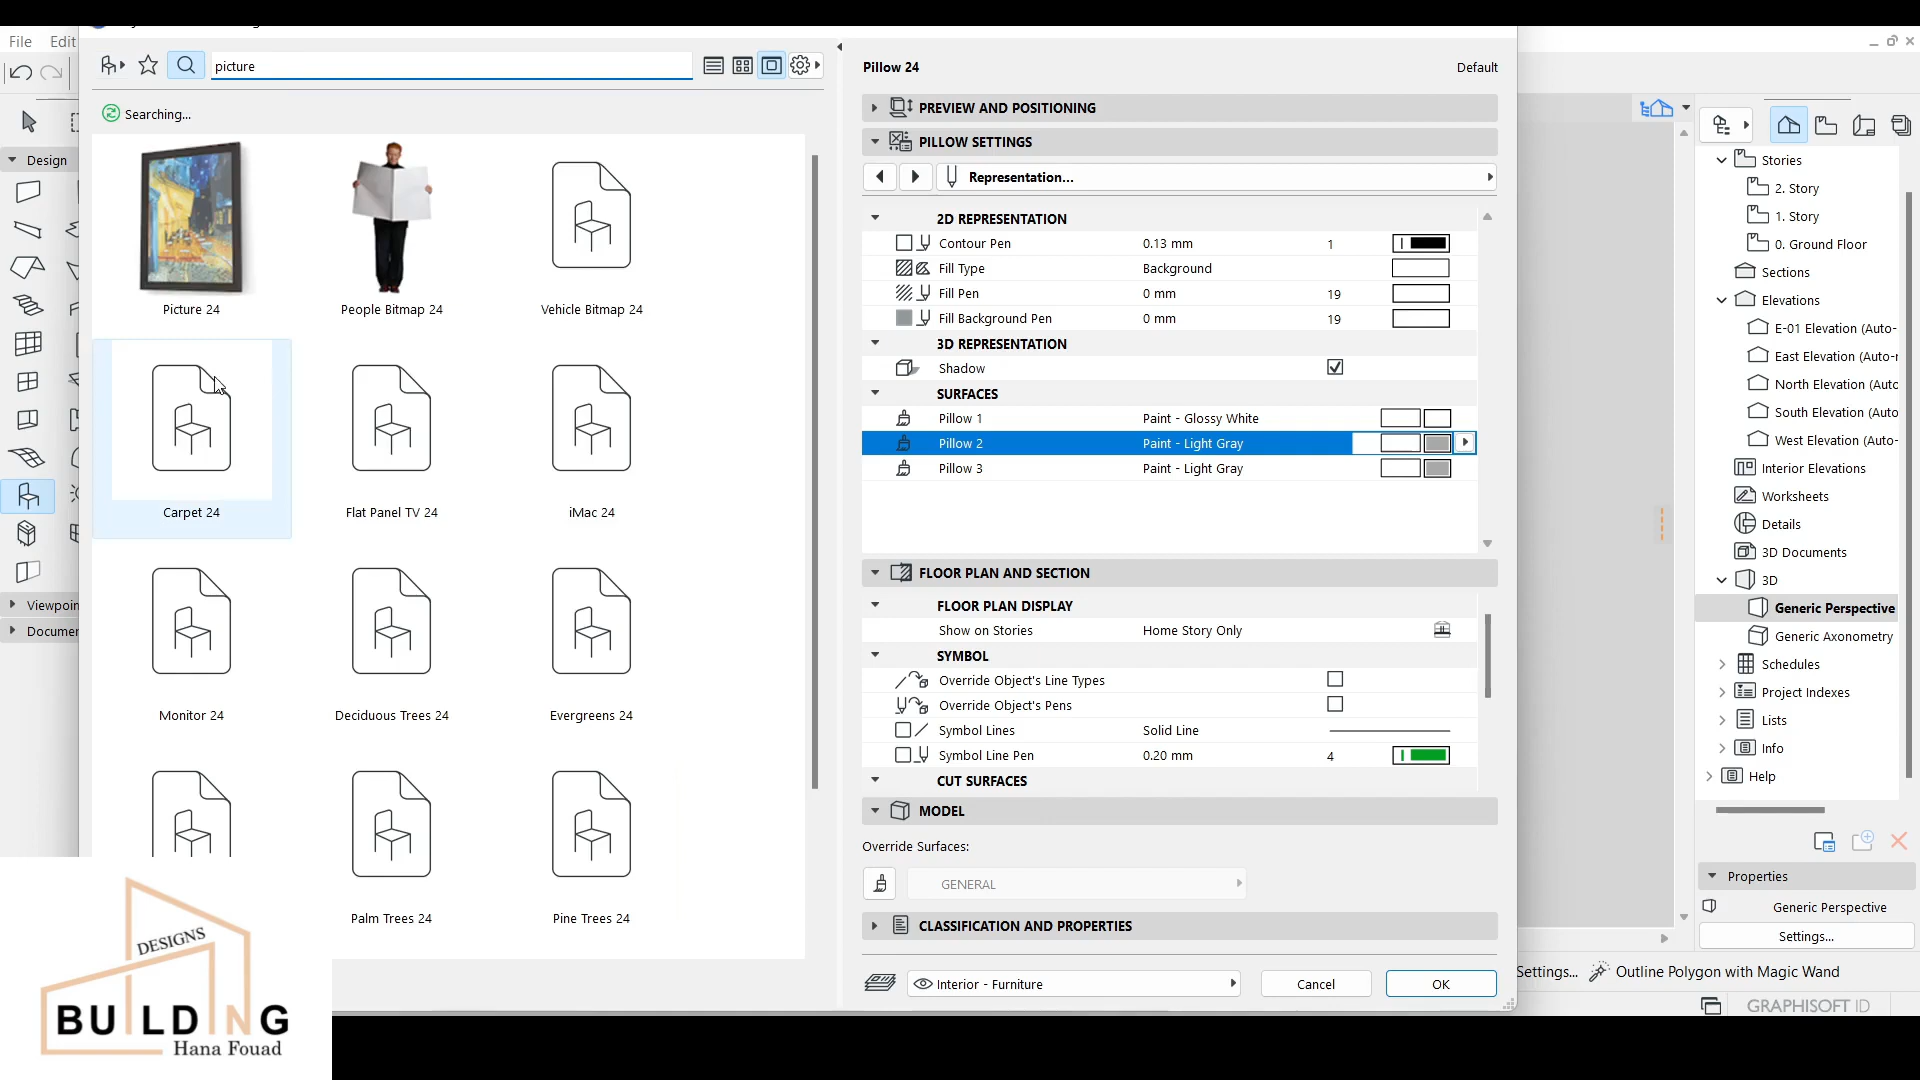 File Edit
picture
Searching...
Picture 24
People Bitmap 24
Vehicle Bitmap 24
Carpet 24
Flat Panel TV 24
iMac 24
Monitor 24
Deciduous Trees 24
Evergreens 24
Palm Trees 24
Pine Trees 24
Design
Viewpoin
Documen
Pillow 24
Default
PREVIEW AND POSITIONING
PILLOW SETTINGS
Representation...
2D REPRESENTATION
Contour Pen 0.13 mm 1
Fill Type Background
Fill Pen 0 mm 19
Fill Background Pen 0 mm 19
3D REPRESENTATION
Shadow
SURFACES
Pillow 1 Paint - Glossy White
Pillow 2 Paint - Light Gray
Pillow 3 Paint - Light Gray
FLOOR PLAN AND SECTION
FLOOR PLAN DISPLAY
Show on Stories Home Story Only
SYMBOL
Override Object's Line Types
Override Object's Pens
Symbol Lines Solid Line
Symbol Line Pen 0.20 mm 4
CUT SURFACES
MODEL
Override Surfaces:
GENERAL
CLASSIFICATION AND PROPERTIES
Interior - Furniture
Cancel
OK
Stories
2. Story
1. Story
0. Ground Floor
Sections
Elevations
E-01 Elevation (Auto-
East Elevation (Auto-r
North Elevation (Auto
South Elevation (Auto
West Elevation (Auto-
Interior Elevations
Worksheets
Details
3D Documents
3D
Generic Perspective
Generic Axonometry
Schedules
Project Indexes
Lists
Info
Help
Properties
Generic Perspective
Settings...
Settings... Outline Polygon with Magic Wand
GRAPHISOFT ID
DESIGNS
BUILDING
Hana Fouad